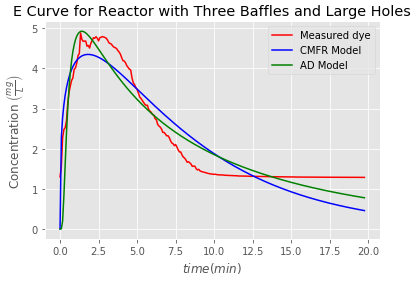 E Curve for Reactor with Three Baffles and Large Holes
Measured dye
CMFR Model
AD Model
Concentration (mg/L)
5
4
3
2
1
0
0.0 2.5 5.0 7.5 10.0 12.5 15.0 17.5 20.0
time(min)